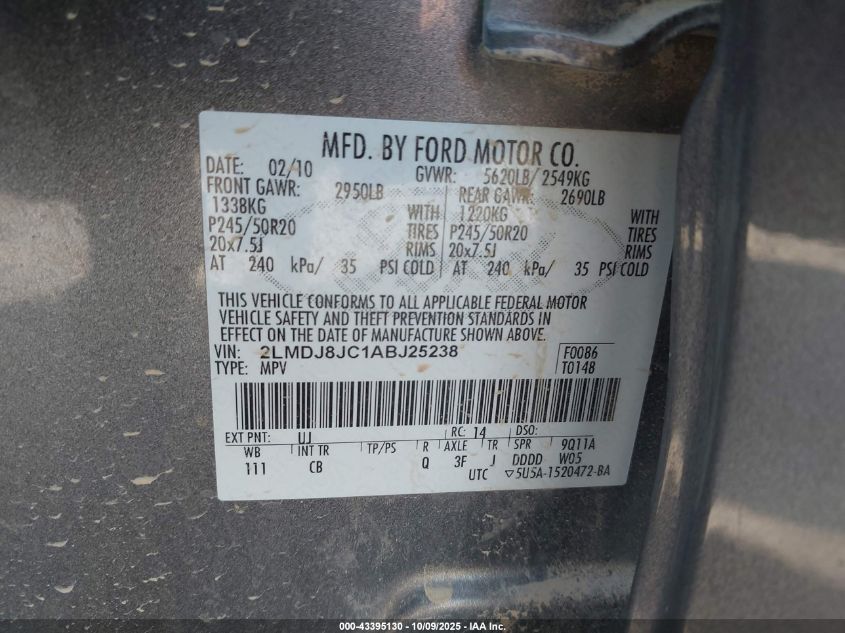 MFD. BY FORD MOTOR CO.
DATE: 02/10 GVWR: 5620LB/ 2549KG
FRONT GAWR: 2950LB REAR GAWR: 2690LB
1338KG WITH 1220KG WITH
P245/50R20 TIRES P245/50R20 TIRES
20x7.5J RIMS 20x7.5J RIMS
AT 240 kPa/ 35 PSI COLD AT 240 kPa/ 35 PSI COLD
THIS VEHICLE CONFORMS TO ALL APPLICABLE FEDERAL MOTOR
VEHICLE SAFETY AND THEFT PREVENTION STANDARDS IN
EFFECT ON THE DATE OF MANUFACTURE SHOWN ABOVE.
VIN: 2LMDJ8JC1ABJ25238 F0086
TYPE: MPV T0148
EXT PNT: UJ RC: 14 DSO:
WB INT TR TP/PS R AXLE TR SPR 9Q11A
111 CB Q 3F J DDDD W05
UTC ▽5U5A-1520472-BA
000-43395130 - 10/09/2025 - IAA Inc.